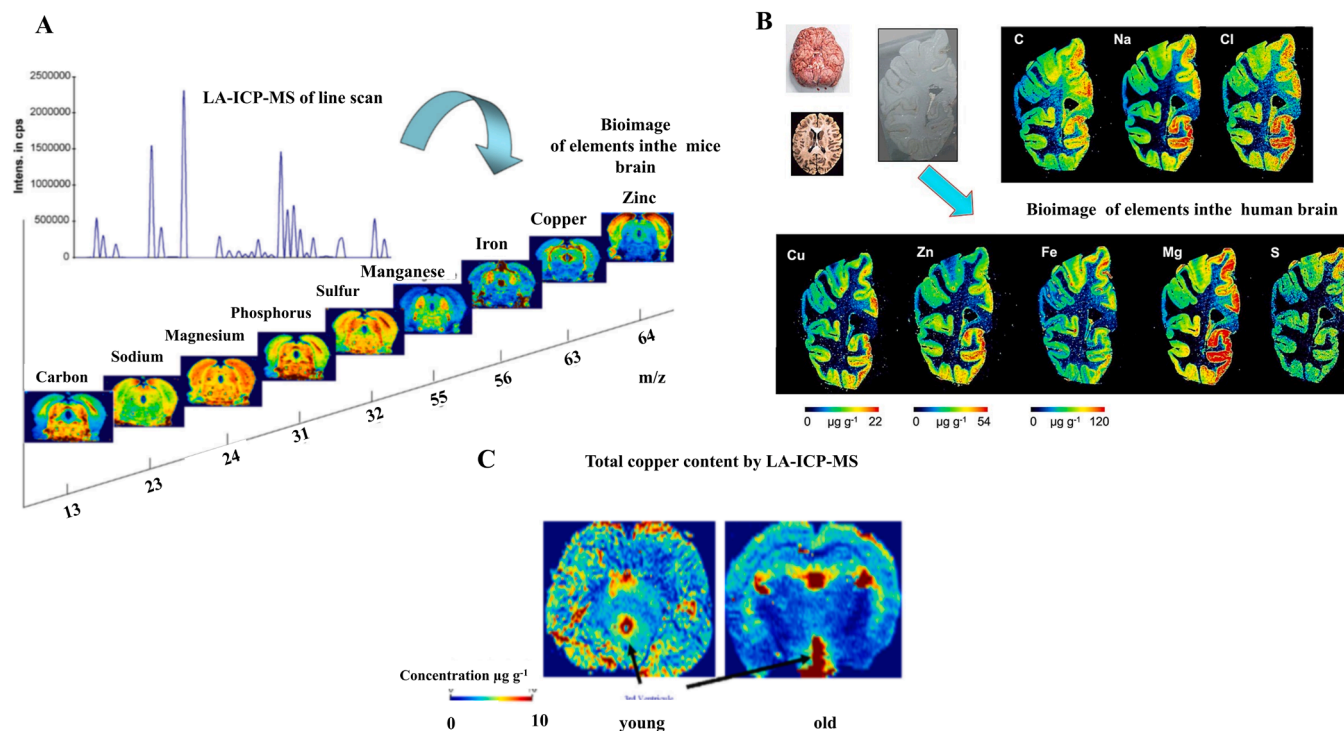 A
2500000
2000000
1500000
1000000
500000
0
Intens. in cps
LA-ICP-MS of line scan
Bioimage
of elements inthe mice
brain
Zinc
Copper
Iron
Manganese
Sulfur
Phosphorus
Magnesium
Sodium
Carbon
13
23
24
31
32
55
56
63
64
m/z
B
C
Na
Cl
Bioimage of elements inthe human brain
Cu
Zn
Fe
Mg
S
0 µg g-1 22
0 µg g-1 54
0 µg g-1 120
C
Total copper content by LA-ICP-MS
3rd Ventricule
Concentration µg g-1
0
10
young
old